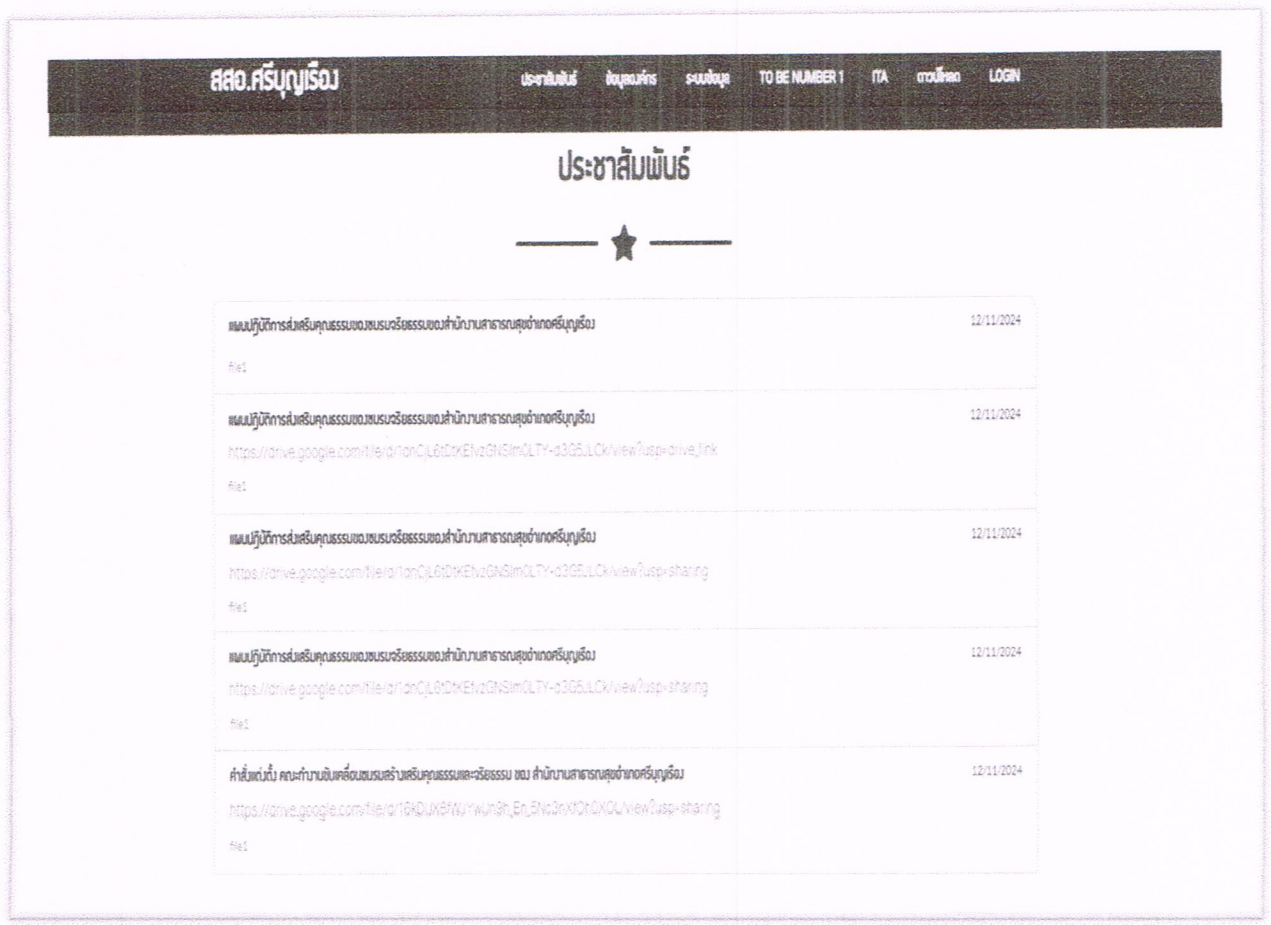 สสอ.ศรีบุญเรือง
ประชาสัมพันธ์ ข้อมูลองค์กร ระบบข้อมูล TO BE NUMBER 1 ITA ดาวน์โหลด LOGIN
ประชาสัมพันธ์
แผนปฏิบัติการส่งเสริมคุณธรรมของชมรมจริยธรรมของสำนักงานสาธารณสุขอำเภอศรีบุญเรือง 12/11/2024
file1
แผนปฏิบัติการส่งเสริมคุณธรรมของชมรมจริยธรรมของสำนักงานสาธารณสุขอำเภอศรีบุญเรือง 12/11/2024
file1
แผนปฏิบัติการส่งเสริมคุณธรรมของชมรมจริยธรรมของสำนักงานสาธารณสุขอำเภอศรีบุญเรือง 12/11/2024
file1
แผนปฏิบัติการส่งเสริมคุณธรรมของชมรมจริยธรรมของสำนักงานสาธารณสุขอำเภอศรีบุญเรือง 12/11/2024
file1
คำสั่งแต่งตั้ง คณะทำงานขับเคลื่อนชมรมสร้างเสริมคุณธรรมและจริยธรรม ของ สำนักงานสาธารณสุขอำเภอศรีบุญเรือง 12/11/2024
file1